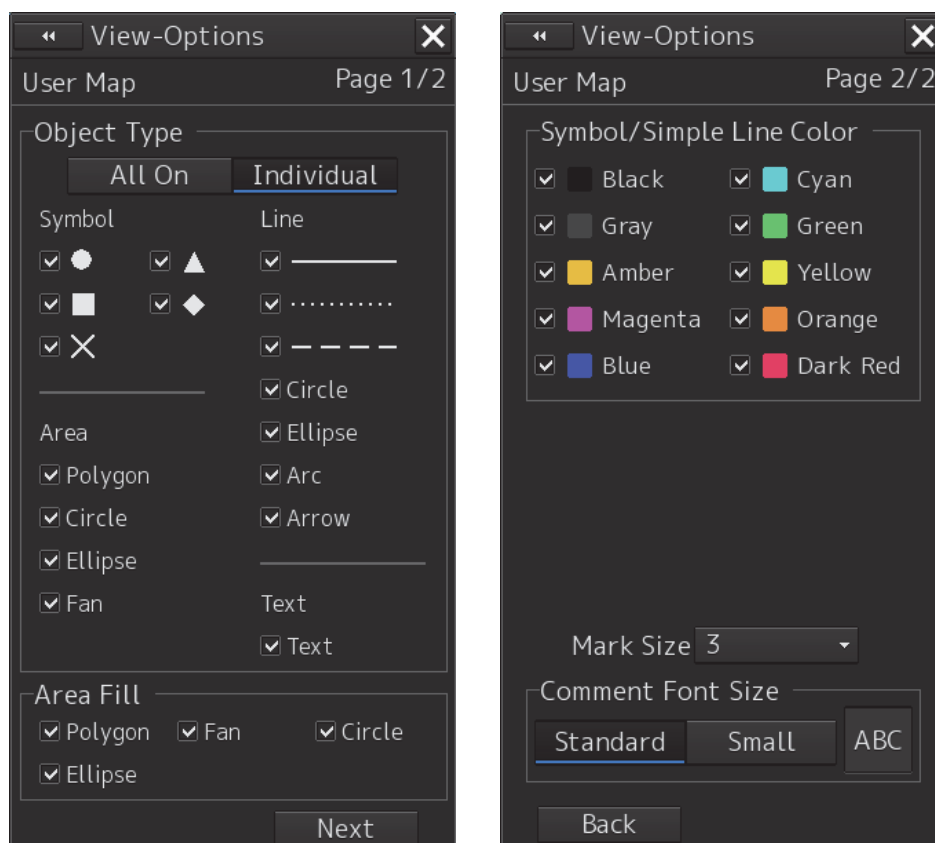 View-Options
User Map Page 1/2
Object Type
All On Individual
Symbol Line
Circle
Area Ellipse
Polygon Arc
Circle Arrow
Ellipse
Fan Text
Text
Area Fill
Polygon Fan Circle
Ellipse
Next
View-Options
User Map Page 2/2
Symbol/Simple Line Color
Black Cyan
Gray Green
Amber Yellow
Magenta Orange
Blue Dark Red
Mark Size 3
Comment Font Size
Standard Small ABC
Back